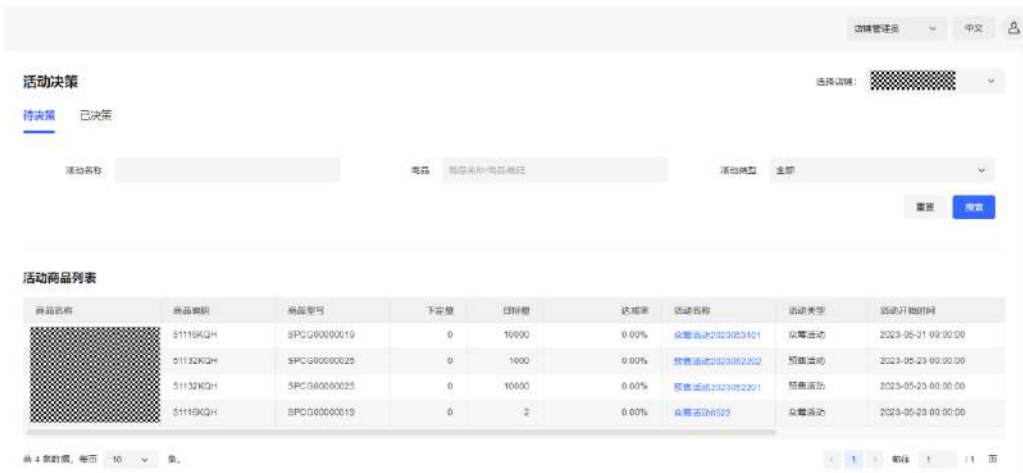 店铺管理员 中文
活动决策 选择店铺：
待决策 已决策
活动名称 商品 商品名称/商品编码 活动类型 全部
重置 搜索
活动商品列表
商品名称 商品编码 商品型号 下定量 目标量 达成率 活动名称 活动类型 活动开始时间
51116KQH SPCG00000019 0 10000 0.00% 众筹活动2023053101 众筹活动 2023-05-31 09:00:00
51132KQH SPCG00000025 0 1000 0.00% 预售活动2023052202 预售活动 2023-05-23 00:00:00
51132KQH SPCG00000025 0 10000 0.00% 预售活动2023052201 预售活动 2023-05-23 00:00:00
51116KQH SPCG00000019 0 2 0.00% 众筹活动0522 众筹活动 2023-05-23 00:00:00
共 4 条数据, 每页 10 条。 1 前往 1 / 1 页